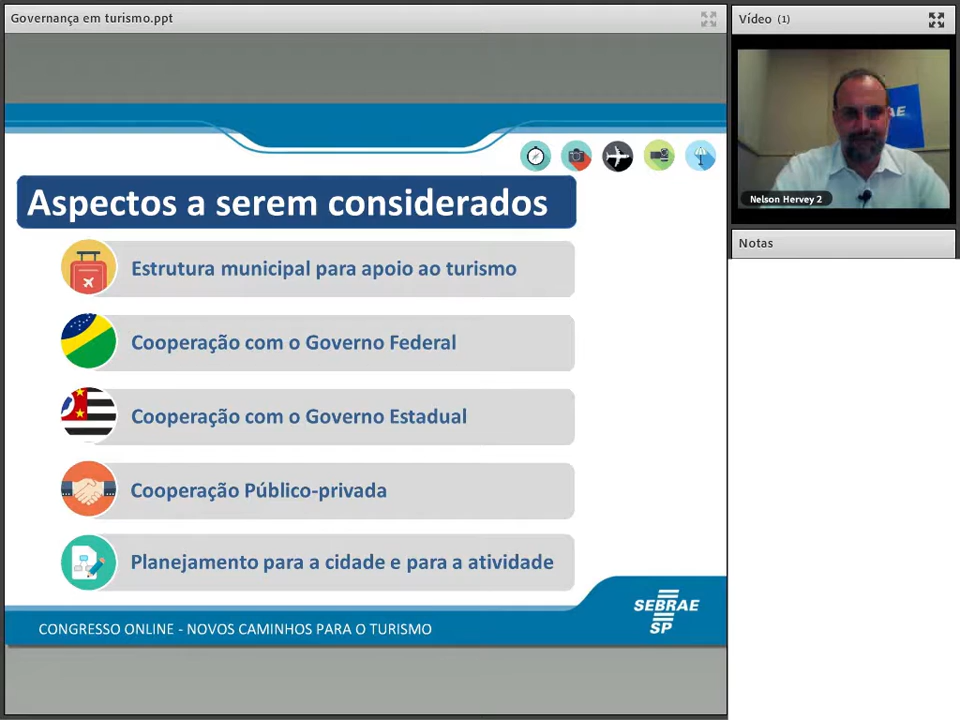 Governança em turismo.ppt
Vídeo (1)
AE
Nelson Hervey 2
Notas
Aspectos a serem considerados
Estrutura municipal para apoio ao turismo
Cooperação com o Governo Federal
Cooperação com o Governo Estadual
Cooperação Público-privada
Planejamento para a cidade e para a atividade
CONGRESSO ONLINE - NOVOS CAMINHOS PARA O TURISMO
SEBRAE
SP